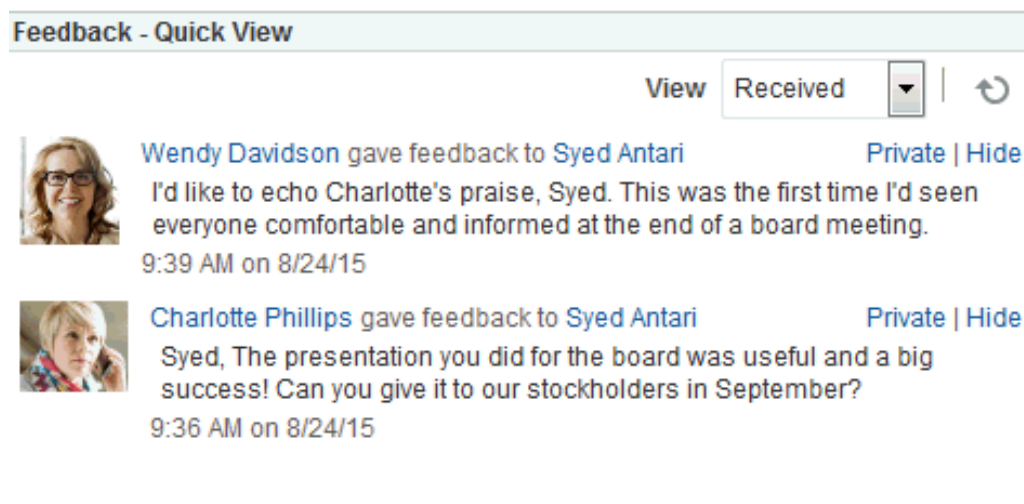 Feedback - Quick View
View Received
Wendy Davidson gave feedback to Syed Antari Private | Hide
I'd like to echo Charlotte's praise, Syed. This was the first time I'd seen
everyone comfortable and informed at the end of a board meeting.
9:39 AM on 8/24/15
Charlotte Phillips gave feedback to Syed Antari Private | Hide
Syed, The presentation you did for the board was useful and a big
success! Can you give it to our stockholders in September?
9:36 AM on 8/24/15